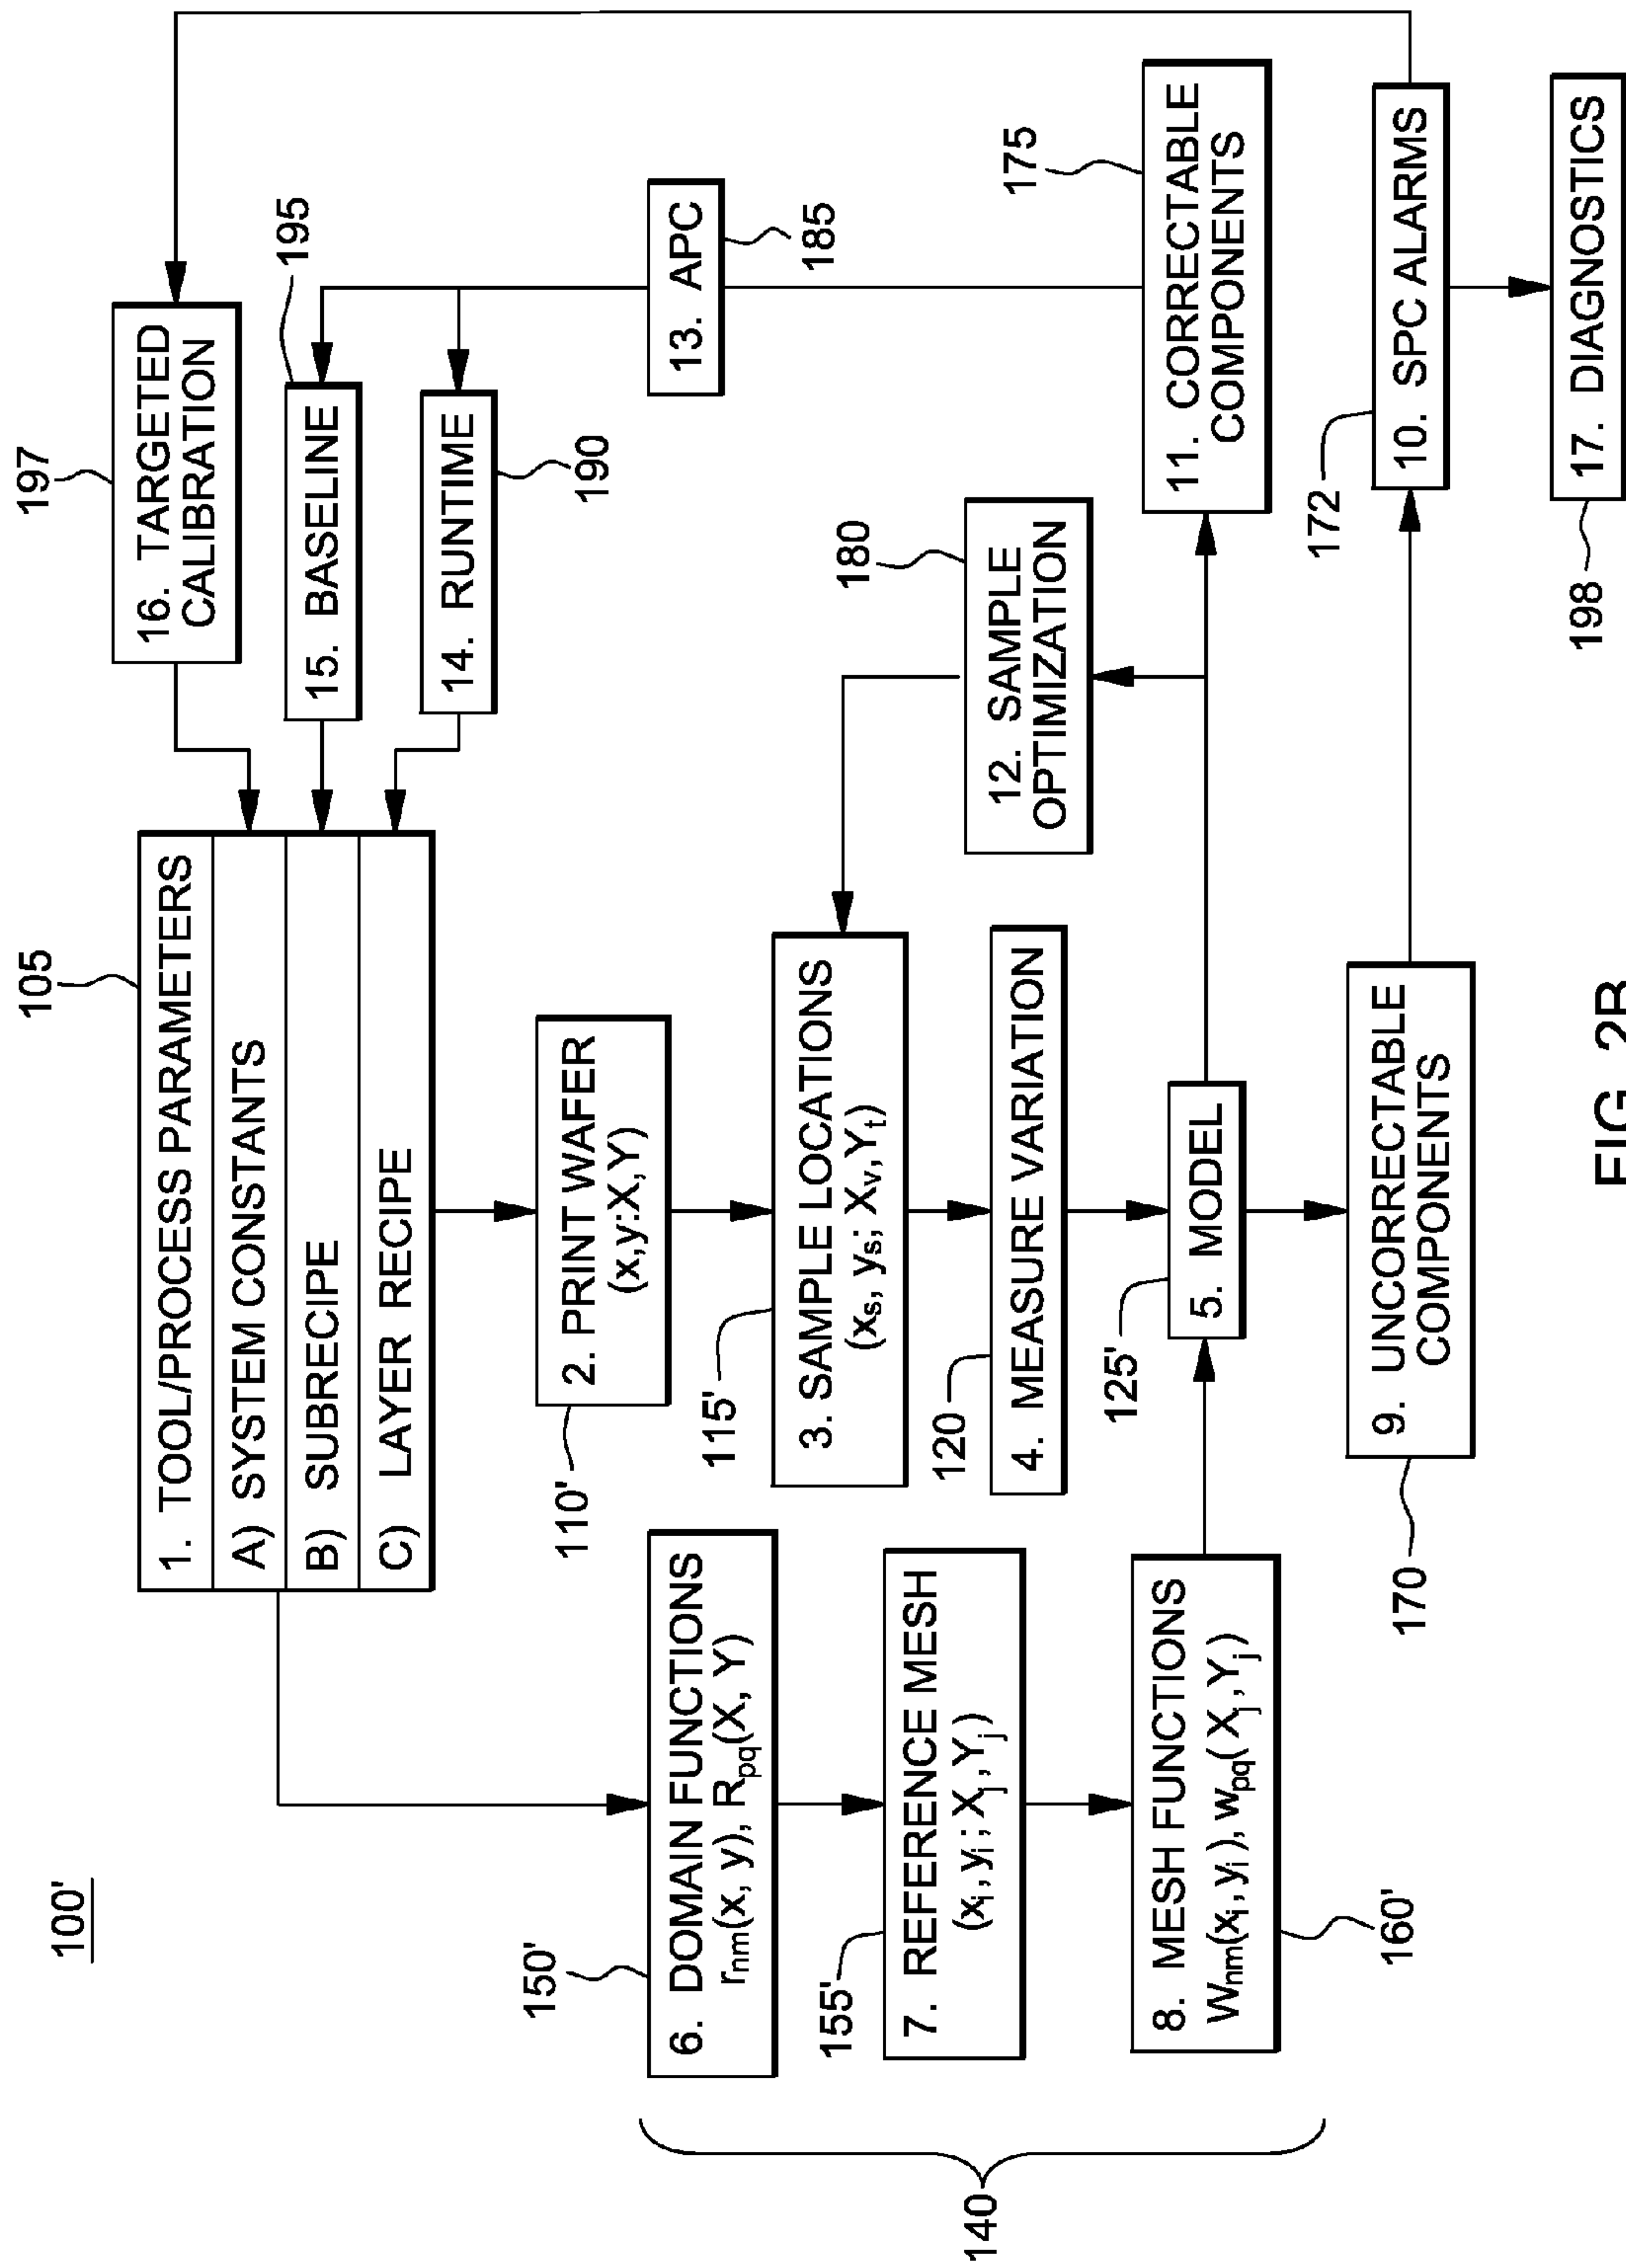 100'
105
1. TOOL/PROCESS PARAMETERS
A) SYSTEM CONSTANTS
B) SUBRECIPE
C) LAYER RECIPE
197
16. TARGETED
CALIBRATION
195
15. BASELINE
14. RUNTIME
190
110'
2. PRINT WAFER
(x,y:X,Y)
13. APC
185
150'
6. DOMAIN FUNCTIONS
rnm(x, y), Rpq(X, Y)
115'
3. SAMPLE LOCATIONS
(xs, ys; Xv,Yt)
180
12. SAMPLE
OPTIMIZATION
155'
7. REFERENCE MESH
(xi,yi;Xj,Yj)
120
4. MEASURE VARIATION
175
11. CORRECTABLE
COMPONENTS
140
8. MESH FUNCTIONS
Wnm(xi,yi)),wpq(Xj,Yj)
160'
125'
5. MODEL
170
9. UNCORRECTABLE
COMPONENTS
172
10. SPC ALARMS
198
17. DIAGNOSTICS
FIG. 2B